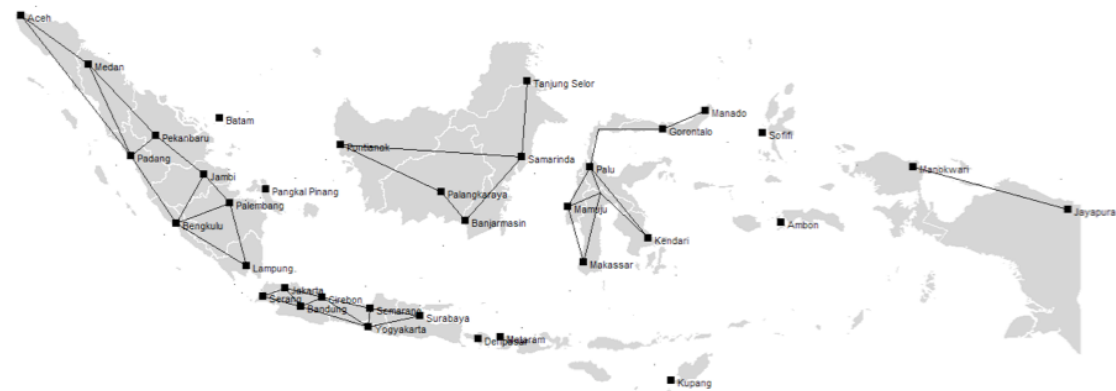 Aceh
Medan
Tanjung Selor
Manado
Batam
Gorontalo
Sofifi
Pekanbaru
Pontianak
Padang
Samarinda
Palu
Manokwari
Jambi
Pangkal Pinang
Palangkaraya
Palembang
Mamuju
Jayapura
Bengkulu
Banjarmasin
Ambon
Kendari
Lampung
Makassar
Jakarta
Serang
Cirebon
Bandung
Semarang
Surabaya
Yogyakarta
Denpasar
Mataram
Kupang